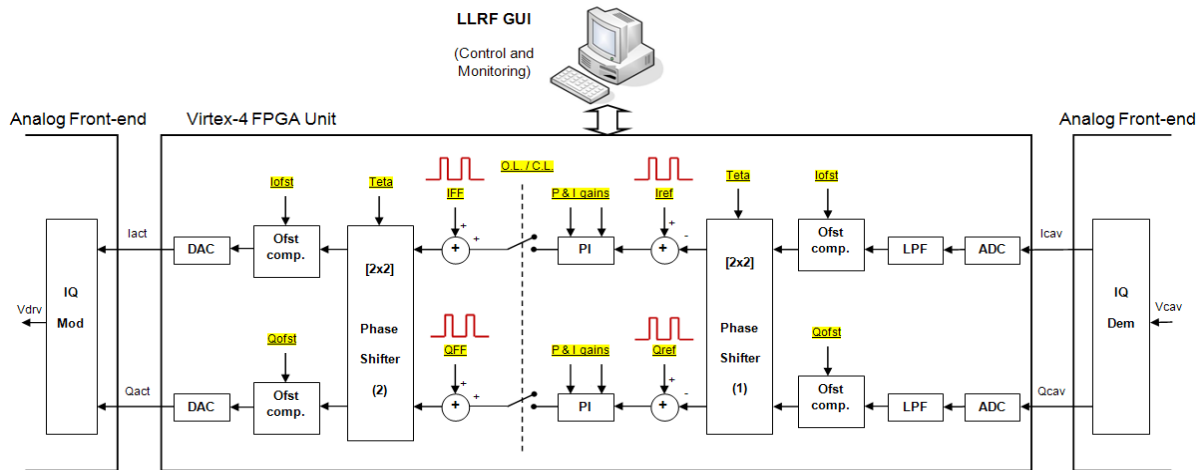 LLRF GUI
(Control and
Monitoring)
Analog Front-end
Virtex-4 FPGA Unit
Analog Front-end
O.L. / C.L.
Iofst
Teta
IFF
P & I gains
Iref
Teta
Iofst
+
+
+
-
Iact
DAC
Ofst
comp.
+
PI
+
Ofst
comp.
LPF
ADC
Icav
[2x2]
[2x2]
IQ
Mod
Vdrv
Phase
Shifter
(2)
Phase
Shifter
(1)
IQ
Dem
Vcav
Qofst
QFF
P & I gains
Qref
Qofst
+
+
+
-
Qact
DAC
Ofst
comp.
+
PI
+
Ofst
comp.
LPF
ADC
Qcav